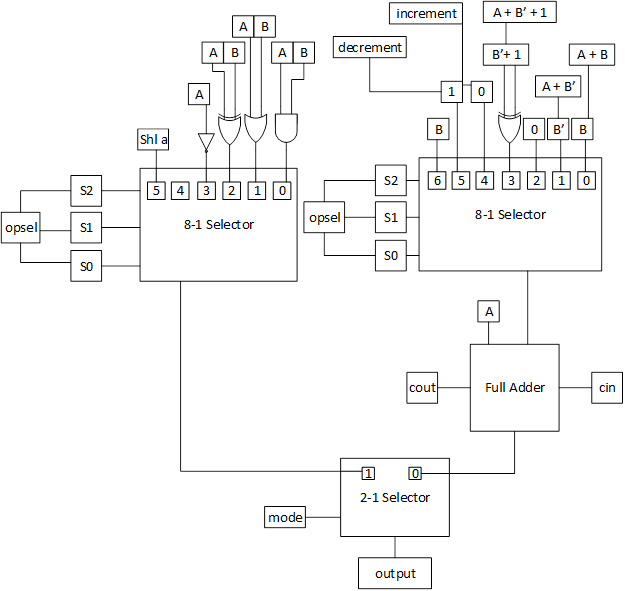 increment
A + B’ + 1
A B
decrement
A B
A B
B’+ 1
A + B
A + B’
A
1 0
Shl a
B
0
B’
B
5 4 3 2 1 0
6 5 4 3 2 1 0
S2
S2
opsel
S1
8-1 Selector
opsel
S1
8-1 Selector
S0
S0
A
cout
Full Adder
cin
1 0
2-1 Selector
mode
output